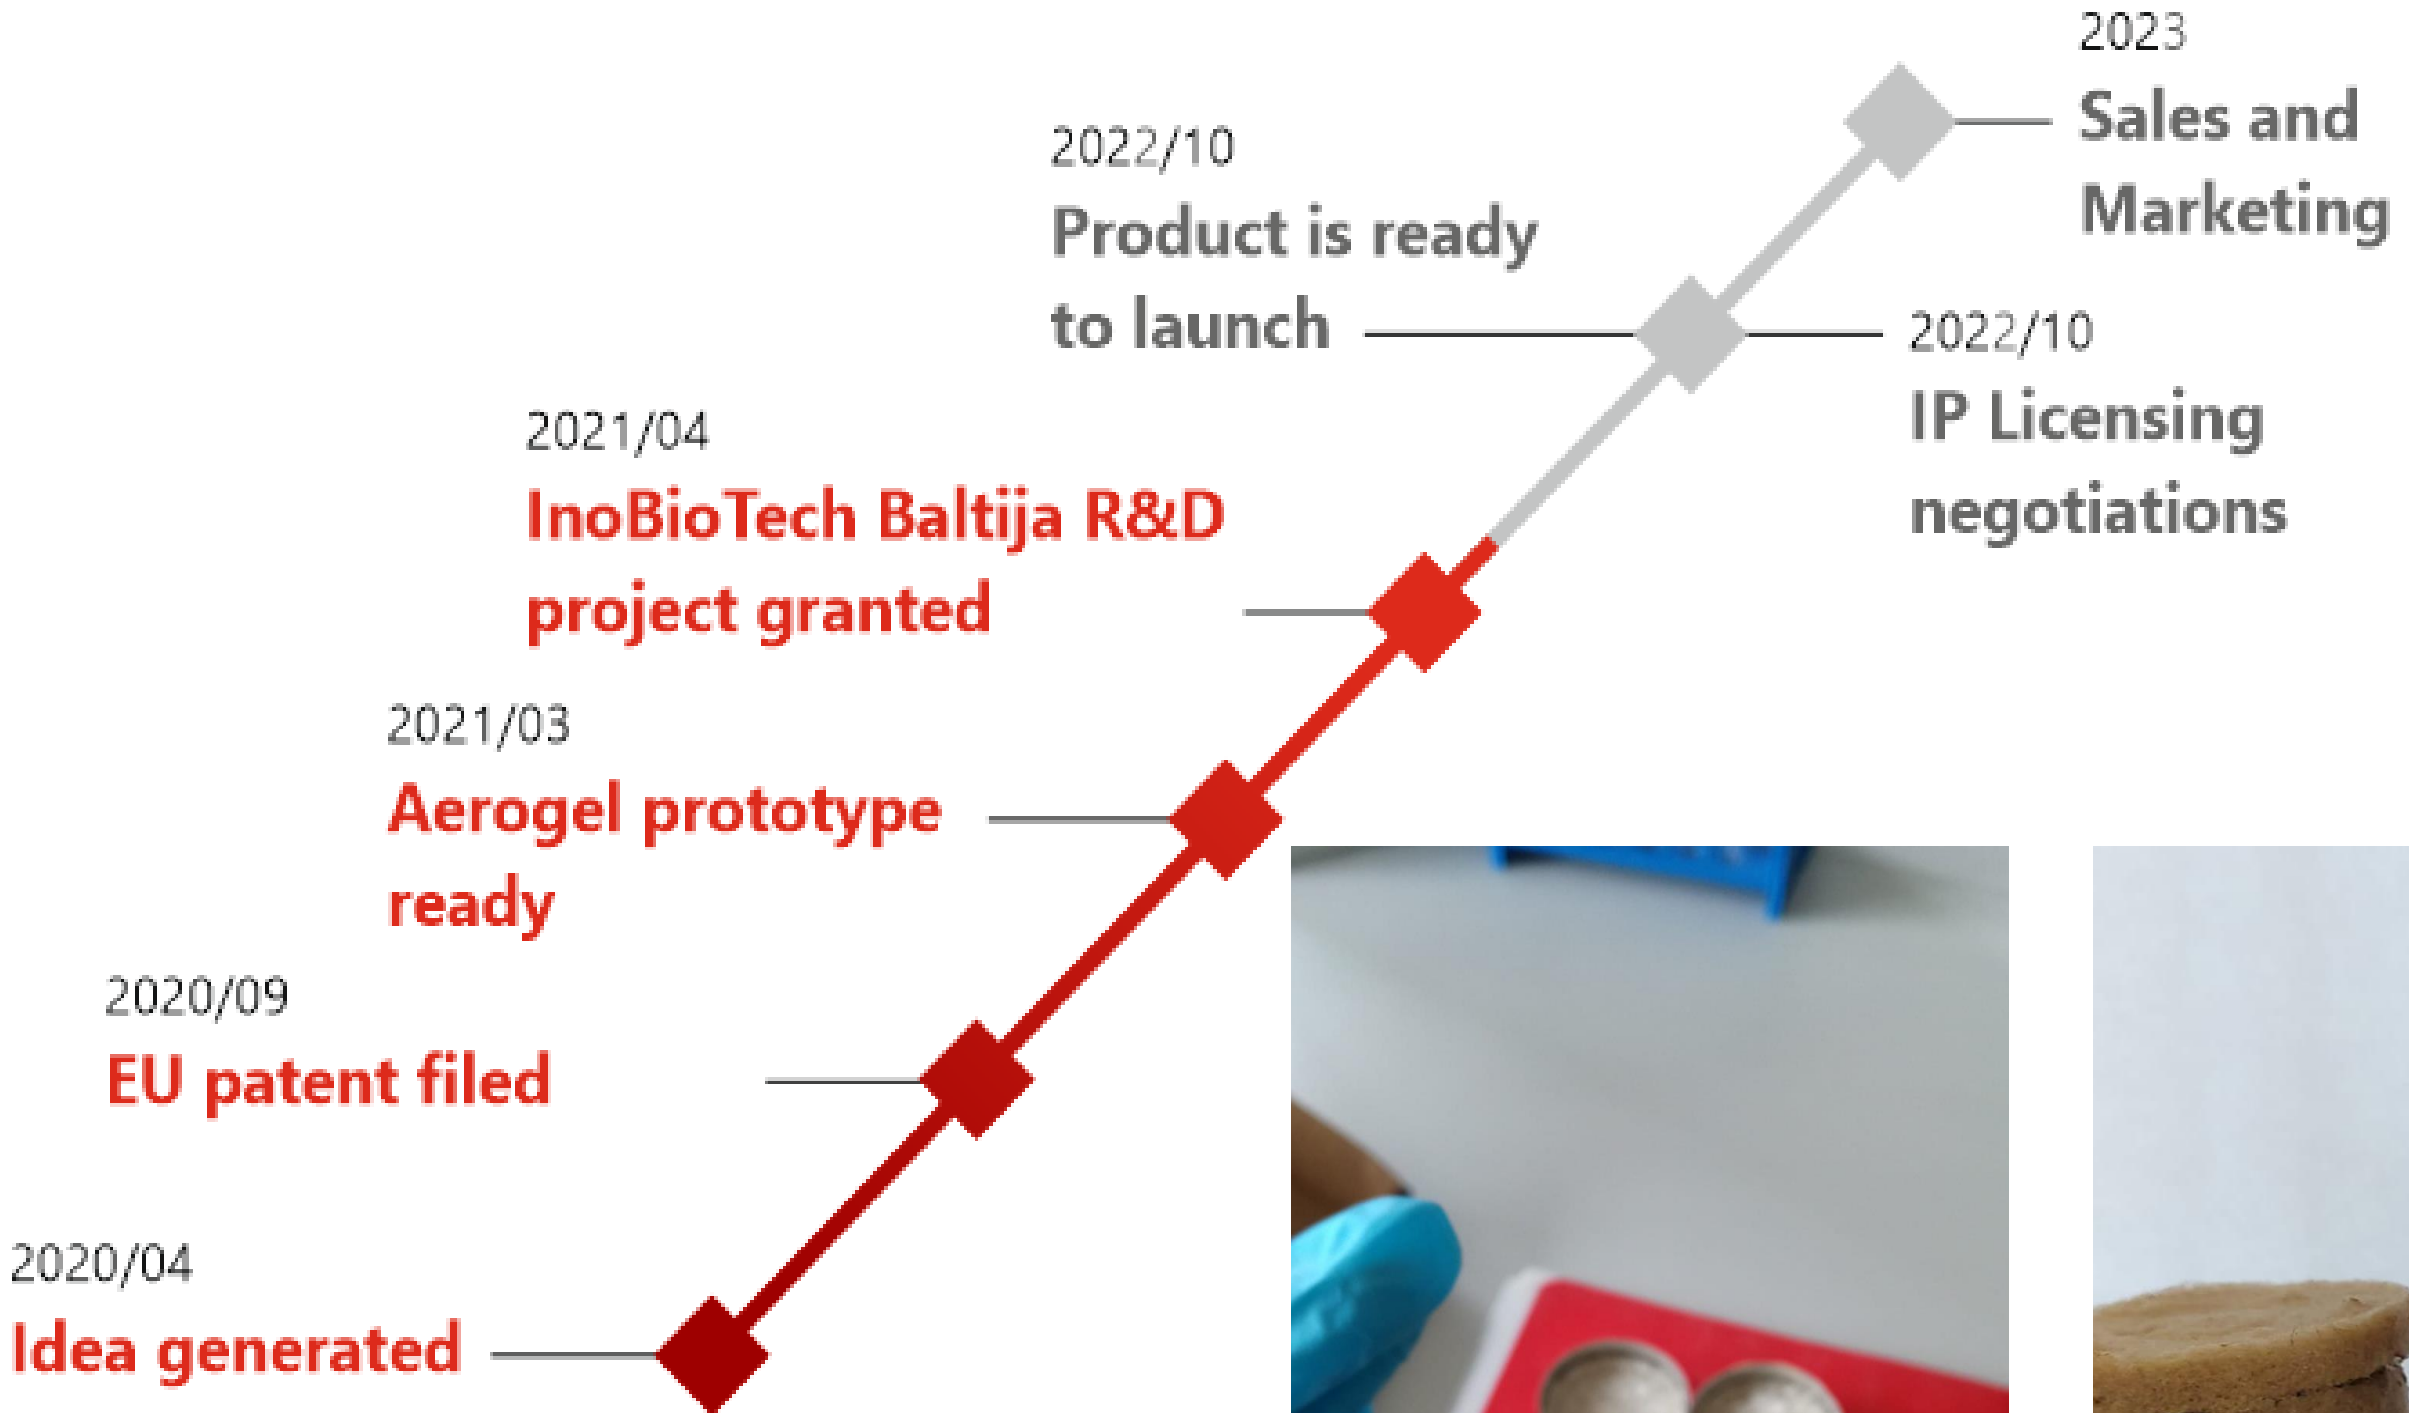 2023
Sales and
Marketing
2022/10
Product is ready
to launch
2022/10
IP Licensing
negotiations
2021/04
InoBioTech Baltija R&D
project granted
2021/03
Aerogel prototype
ready
2020/09
EU patent filed
2020/04
Idea generated